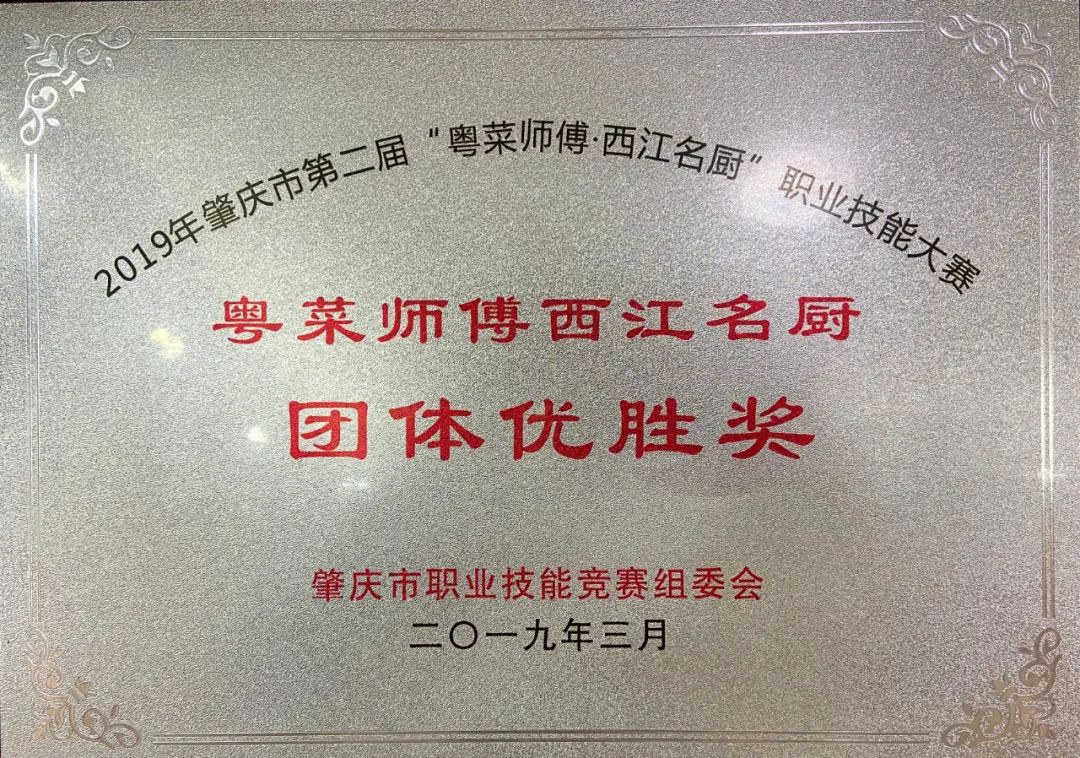 2019年肇庆市第二届“粤菜师傅·西江名厨”职业技能大赛
粤菜师傅西江名厨
团体优胜奖
肇庆市职业技能竞赛组委会
二〇一九年三月